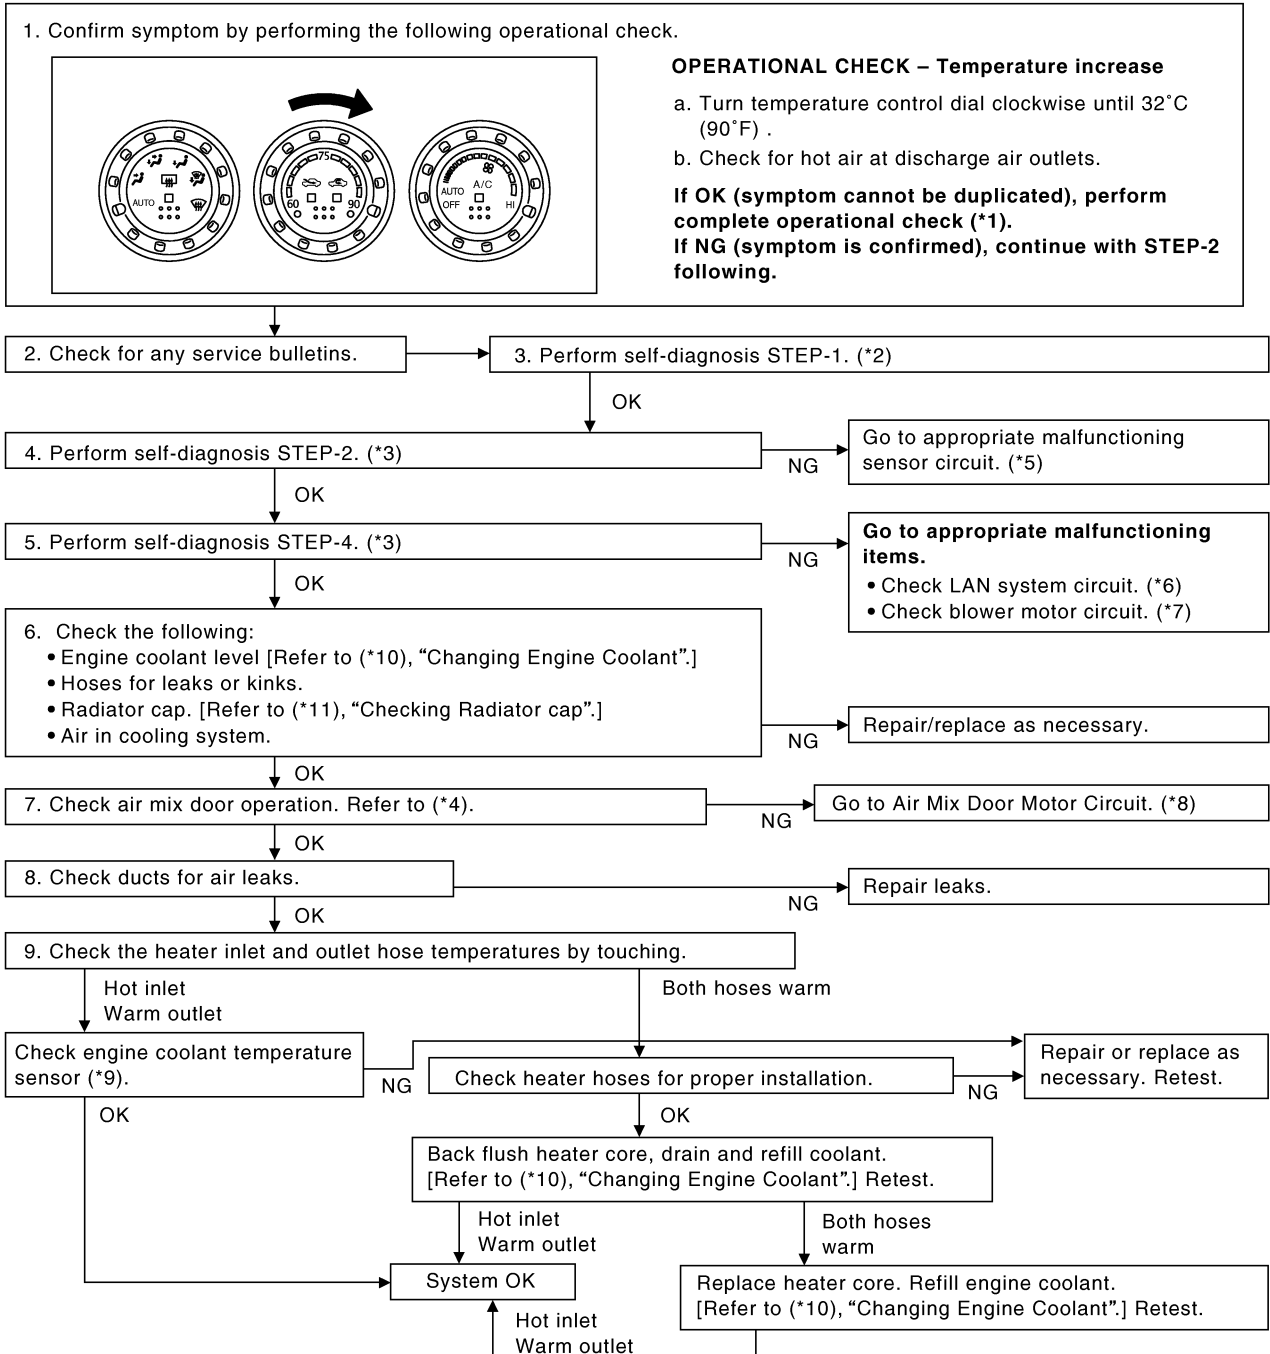 1. Confirm symptom by performing the following operational check.
75
60
90
AUTO
AUTO
OFF
A/C
HI
OPERATIONAL CHECK – Temperature increase
a. Turn temperature control dial clockwise until 32˚C
(90˚F) .
b. Check for hot air at discharge air outlets.
If OK (symptom cannot be duplicated), perform
complete operational check (*1).
If NG (symptom is confirmed), continue with STEP-2
following.
2. Check for any service bulletins.
3. Perform self-diagnosis STEP-1. (*2)
OK
4. Perform self-diagnosis STEP-2. (*3)
NG
Go to appropriate malfunctioning
sensor circuit. (*5)
OK
5. Perform self-diagnosis STEP-4. (*3)
NG
Go to appropriate malfunctioning
items.
• Check LAN system circuit. (*6)
• Check blower motor circuit. (*7)
OK
6. Check the following:
• Engine coolant level [Refer to (*10), “Changing Engine Coolant”.]
• Hoses for leaks or kinks.
• Radiator cap. [Refer to (*11), “Checking Radiator cap”.]
• Air in cooling system.
NG
Repair/replace as necessary.
OK
7. Check air mix door operation. Refer to (*4).
NG
Go to Air Mix Door Motor Circuit. (*8)
OK
8. Check ducts for air leaks.
NG
Repair leaks.
OK
9. Check the heater inlet and outlet hose temperatures by touching.
Hot inlet
Warm outlet
Both hoses warm
Check engine coolant temperature
sensor (*9).
NG
Check heater hoses for proper installation.
NG
Repair or replace as
necessary. Retest.
OK
OK
Back flush heater core, drain and refill coolant.
[Refer to (*10), “Changing Engine Coolant”.] Retest.
Hot inlet
Warm outlet
Both hoses
warm
System OK
Replace heater core. Refill engine coolant.
[Refer to (*10), “Changing Engine Coolant”.] Retest.
Hot inlet
Warm outlet